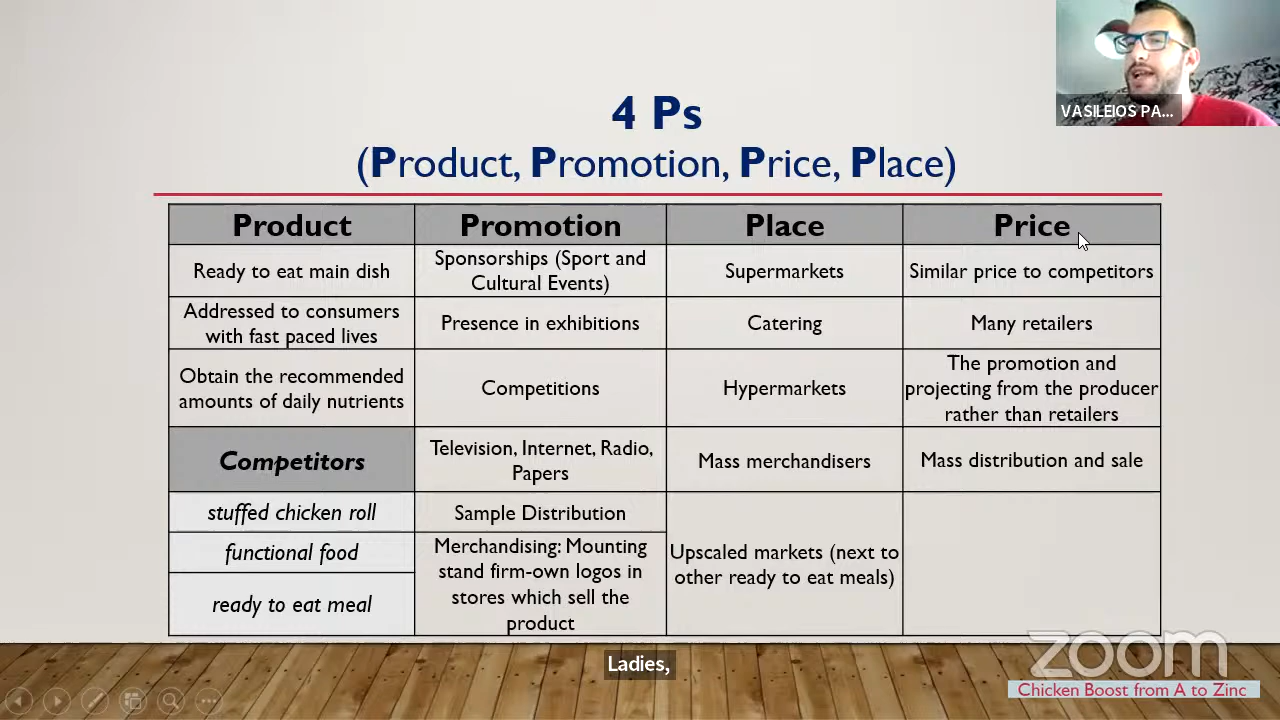 VASILEIOS PA...
4 Ps
(Product, Promotion, Price, Place)
Product
Promotion
Place
Price
Ready to eat main dish
Sponsorships (Sport and
Cultural Events)
Supermarkets
Similar price to competitors
Addressed to consumers
with fast paced lives
Presence in exhibitions
Catering
Many retailers
Obtain the recommended
amounts of daily nutrients
Competitions
Hypermarkets
The promotion and
projecting from the producer
rather than retailers
Competitors
Television, Internet, Radio,
Papers
Mass merchandisers
Mass distribution and sale
stuffed chicken roll
Sample Distribution
functional food
ready to eat meal
Merchandising: Mounting
stand firm-own logos in
stores which sell the
product
Upscaled markets (next to
other ready to eat meals)
Ladies,
zoom
Chicken Boost from A to Zinc